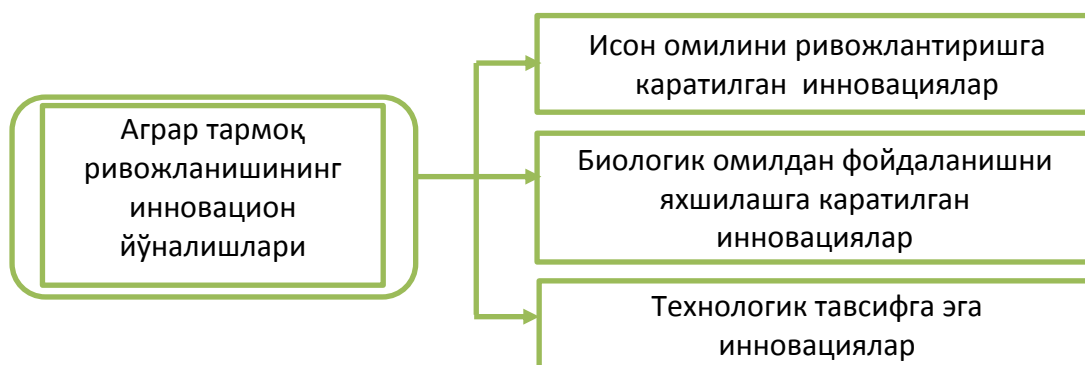 Аграр тармоқ
ривожланишининг
инновацион
йўналишлари
Исон омилини ривожлантиришга
каратилган инновациялар
Биологик омилдан фойдаланишни
яхшилашга каратилган
инновациялар
Технологик тавсифга эга
инновациялар